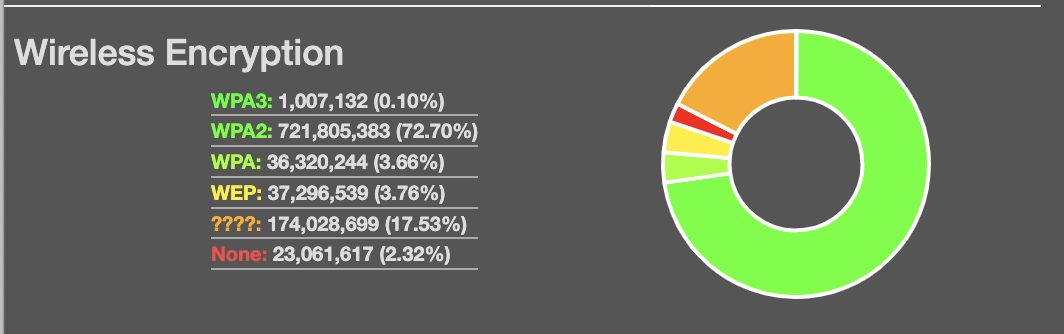 Wireless Encryption
WPA3: 1,007,132 (0.10%)
WPA2: 721,805,383 (72.70%)
WPA: 36,320,244 (3.66%)
WEP: 37,296,539 (3.76%)
????: 174,028,699 (17.53%)
None: 23,061,617 (2.32%)